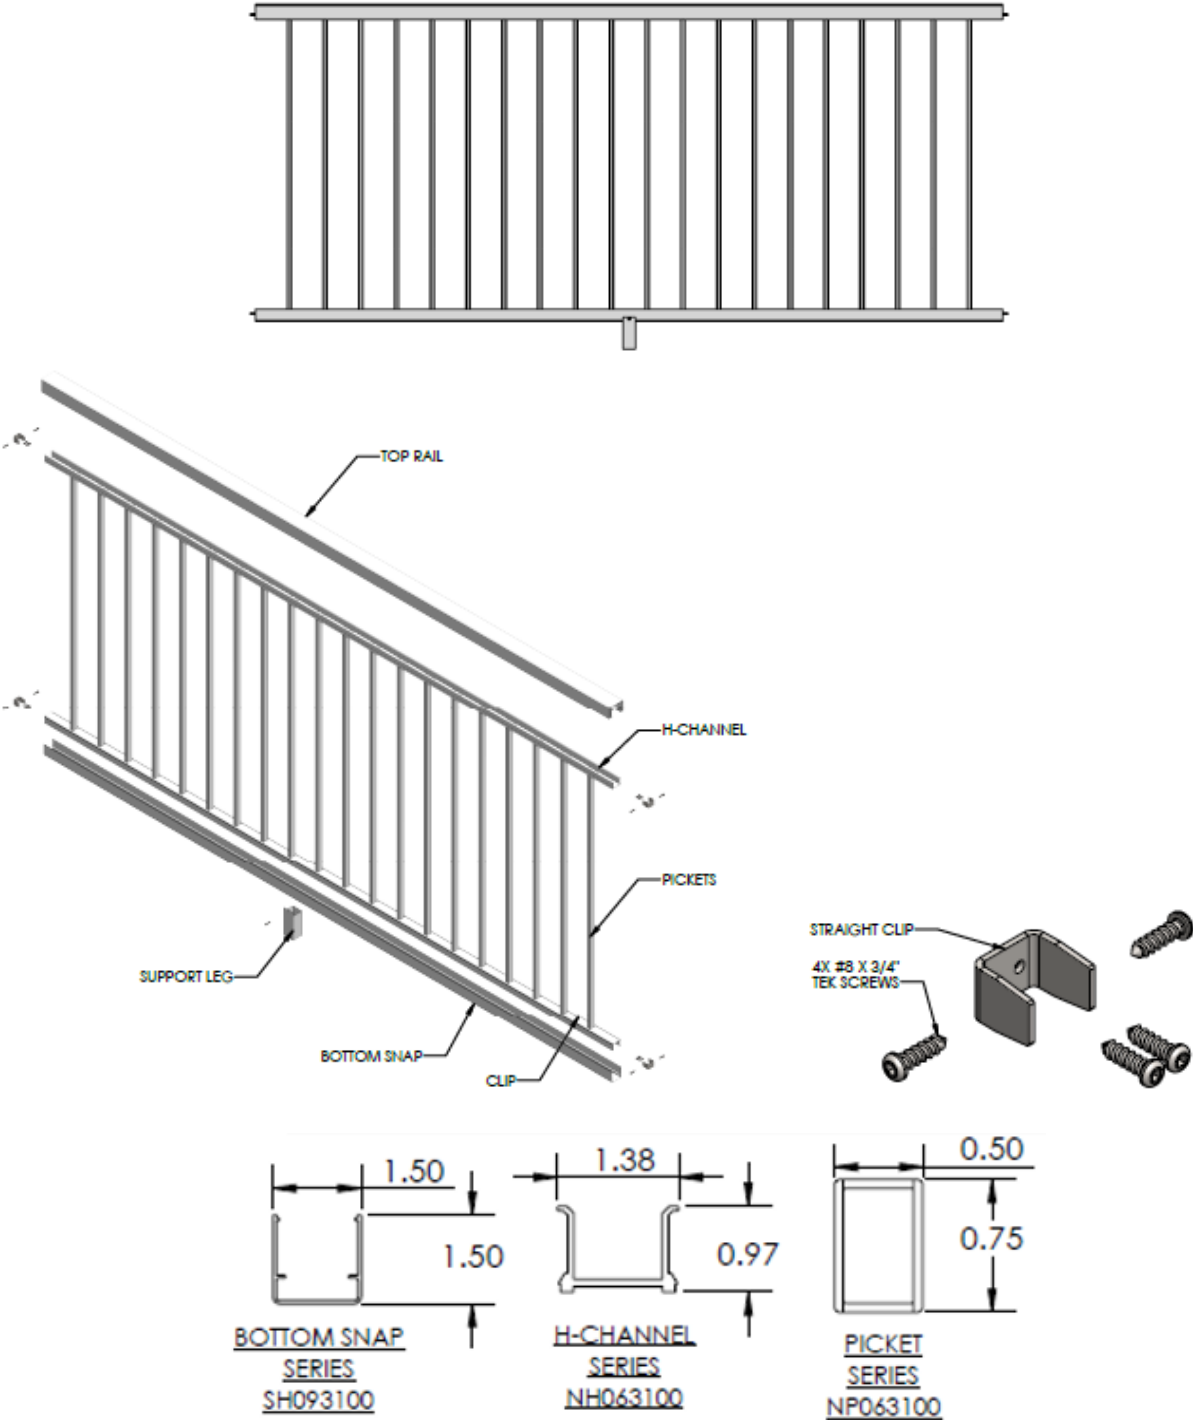 TOP RAIL
H-CHANNEL
PICKETS
STRAIGHT CLIP
4X #8 X 3/4"
TEK SCREWS
SUPPORT LEG
BOTTOM SNAP
CLIP
1.50
1.50
BOTTOM SNAP
SERIES
SH093100
1.38
0.97
H-CHANNEL
SERIES
NH063100
0.50
0.75
PICKET
SERIES
NP063100